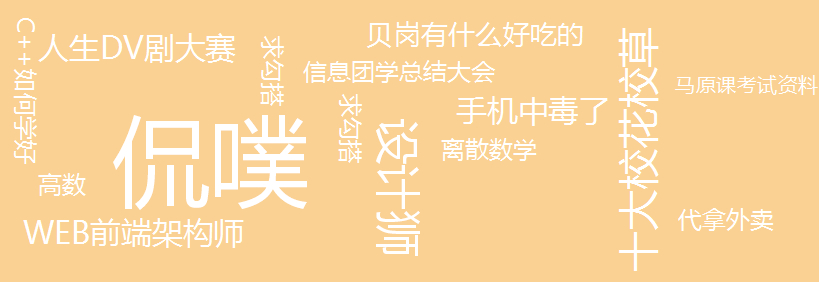 C++如何学好
人生DV剧大赛
求勾搭
贝岗有什么好吃的
信息团学总结大会
求勾搭
手机中毒了
十大校花校草
马原课考试资料
侃噗
设计狮
离散数学
高数
WEB前端架构师
代拿外卖